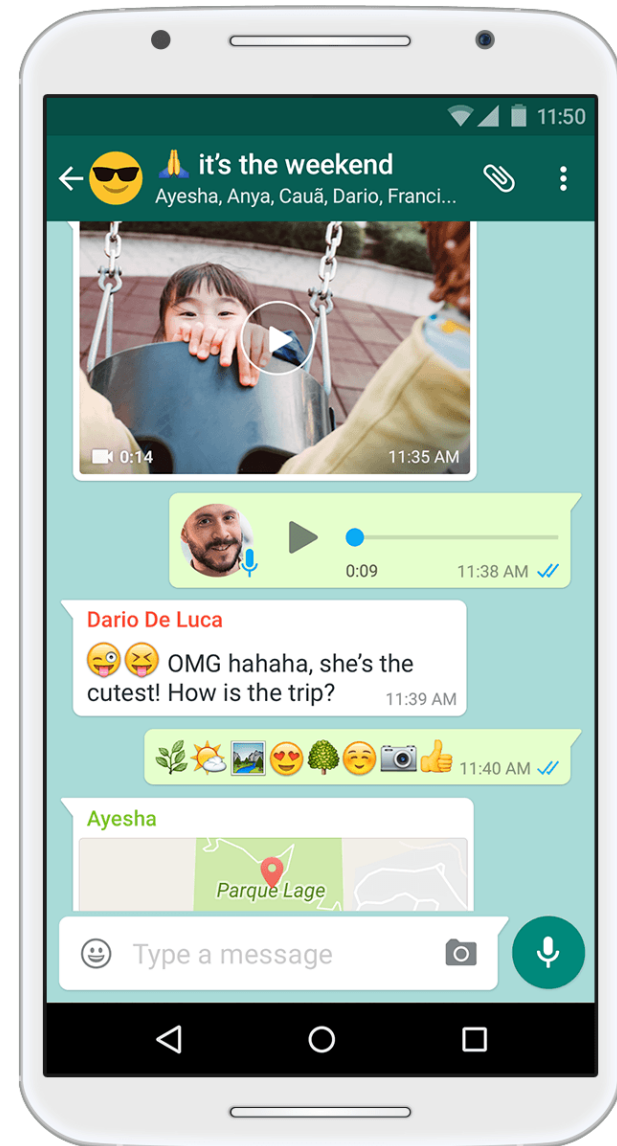 11:50
🙏 it's the weekend
Ayesha, Anya, Cauã, Dario, Franci...
0:14 11:35 AM
0:09 11:38 AM
Dario De Luca
😜😝 OMG hahaha, she's the
cutest! How is the trip? 11:39 AM
🌿🌤🏞😍🌳☺📷👍 11:40 AM
Ayesha
Parque Lage
Type a message